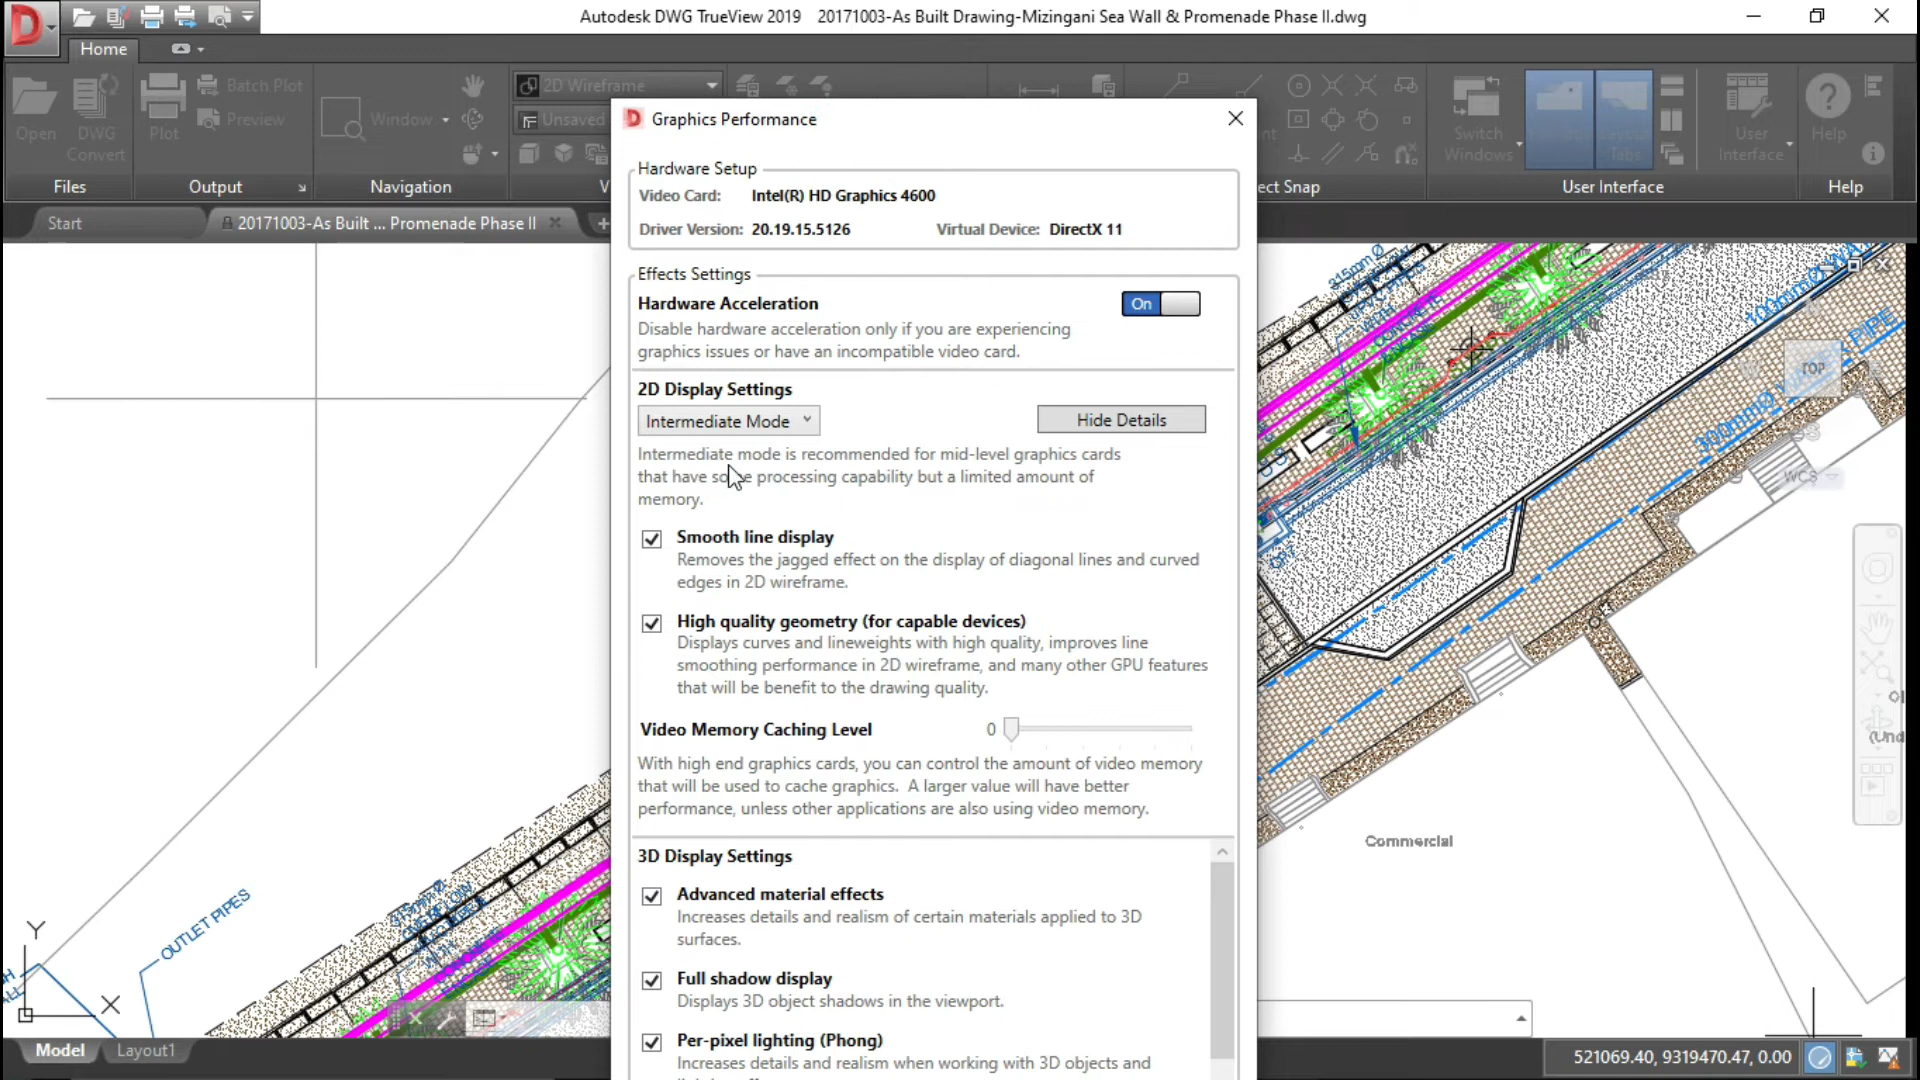 Autodesk DWG TrueView 2019 20171003-As Built Drawing-Mizingani Sea Wall & Promenade Phase II.dwg
Home
Open
DWG Convert
Plot
Batch Plot
Preview
Window
2D Wireframe
Unsaved
Switch Windows
Tabs
User Interface
Help
Files
Output
Navigation
V
ect Snap
User Interface
Help
Start
20171003-As Built ... Promenade Phase II
Graphics Performance
Hardware Setup
Video Card: Intel(R) HD Graphics 4600
Driver Version: 20.19.15.5126 Virtual Device: DirectX 11
Effects Settings
Hardware Acceleration
On
Disable hardware acceleration only if you are experiencing
graphics issues or have an incompatible video card.
2D Display Settings
Intermediate Mode
Hide Details
Intermediate mode is recommended for mid-level graphics cards
that have some processing capability but a limited amount of
memory.
Smooth line display
Removes the jagged effect on the display of diagonal lines and curved
edges in 2D wireframe.
High quality geometry (for capable devices)
Displays curves and lineweights with high quality, improves line
smoothing performance in 2D wireframe, and many other GPU features
that will be benefit to the drawing quality.
Video Memory Caching Level 0
With high end graphics cards, you can control the amount of video memory
that will be used to cache graphics. A larger value will have better
performance, unless other applications are also using video memory.
3D Display Settings
Advanced material effects
Increases details and realism of certain materials applied to 3D
surfaces.
Full shadow display
Displays 3D object shadows in the viewport.
Per-pixel lighting (Phong)
Increases details and realism when working with 3D objects and
315mm Ø
100mmØ
PIPE
300mmØ
TOP
WCS
Commercial
(Und
OUTLET PIPES
Y
X
Model
Layout1
521069.40, 9319470.47, 0.00